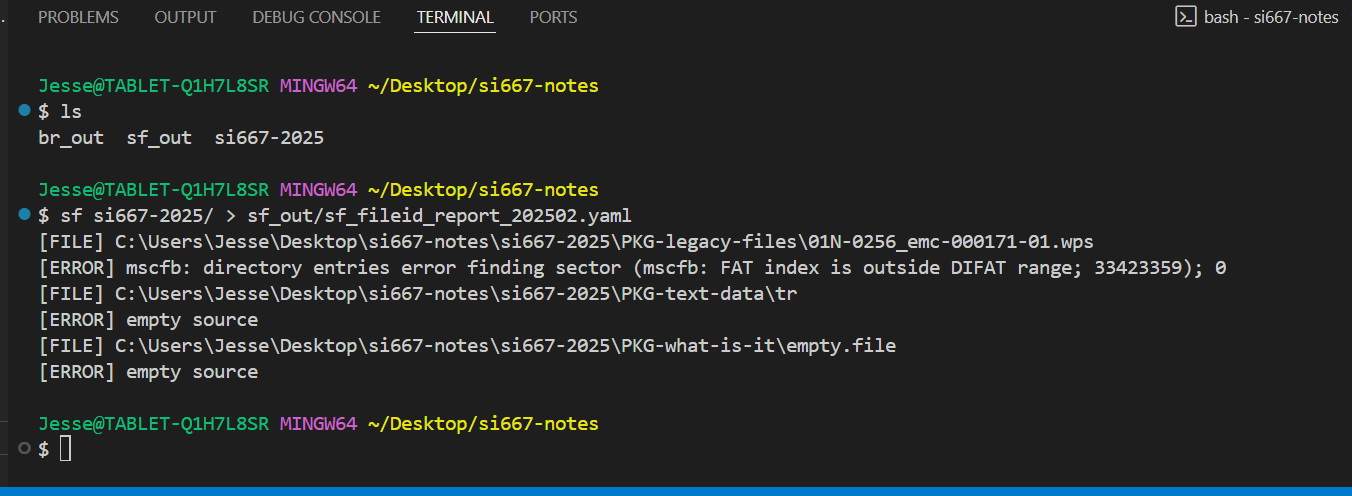 PROBLEMS OUTPUT DEBUG CONSOLE TERMINAL PORTS bash - si667-notes
Jesse@TABLET-Q1H7L8SR MINGW64 ~/Desktop/si667-notes
$ ls
br_out  sf_out  si667-2025
Jesse@TABLET-Q1H7L8SR MINGW64 ~/Desktop/si667-notes
$ sf si667-2025/ > sf_out/sf_fileid_report_202502.yaml
[FILE] C:\Users\Jesse\Desktop\si667-notes\si667-2025\PKG-legacy-files\01N-0256_emc-000171-01.wps
[ERROR] mscfb: directory entries error finding sector (mscfb: FAT index is outside DIFAT range; 33423359); 0
[FILE] C:\Users\Jesse\Desktop\si667-notes\si667-2025\PKG-text-data\tr
[ERROR] empty source
[FILE] C:\Users\Jesse\Desktop\si667-notes\si667-2025\PKG-what-is-it\empty.file
[ERROR] empty source
Jesse@TABLET-Q1H7L8SR MINGW64 ~/Desktop/si667-notes
$